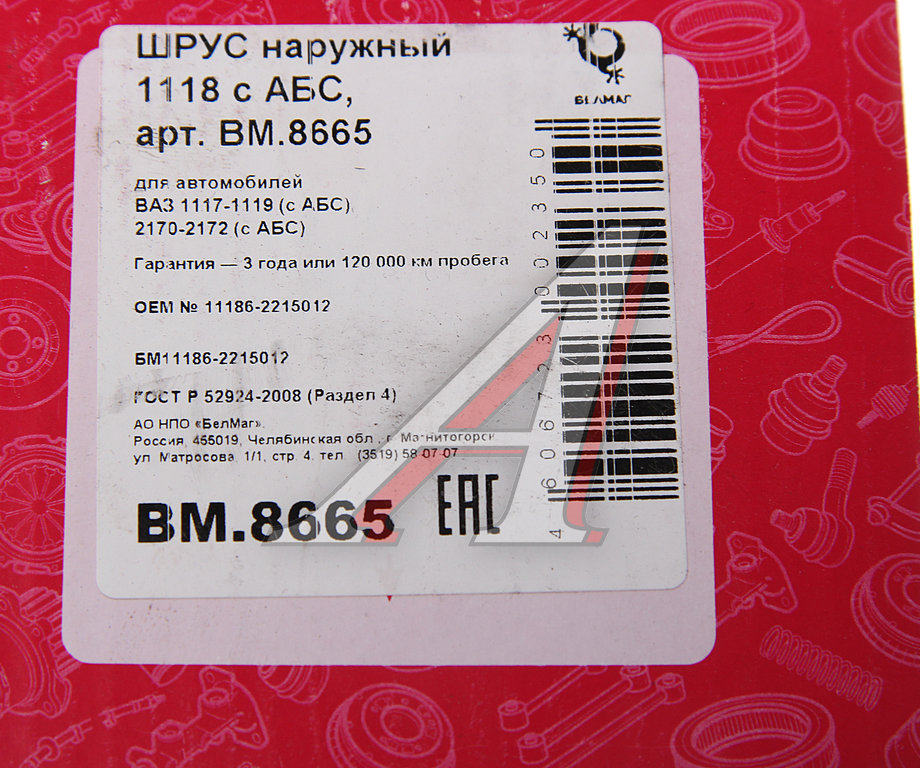 ШРУС наружный
1118 с АБС,
арт. BM.8665
БЕЛМАГ
для автомобилей
ВАЗ 1117-1119 (с АБС)
2170-2172 (с АБС)
Гарантия — 3 года или 120 000 км пробега
OEM № 11186-2215012
БМ11186-2215012
ГОСТ Р 52924-2008 (Раздел 4)
АО НПО «БелМаг»
Россия, 455019, Челябинская обл., г. Магнитогорск
ул. Матросова, 1/1, стр. 4, тел. (3519) 58 07 07
BM.8665
EAC
4 606723 002350